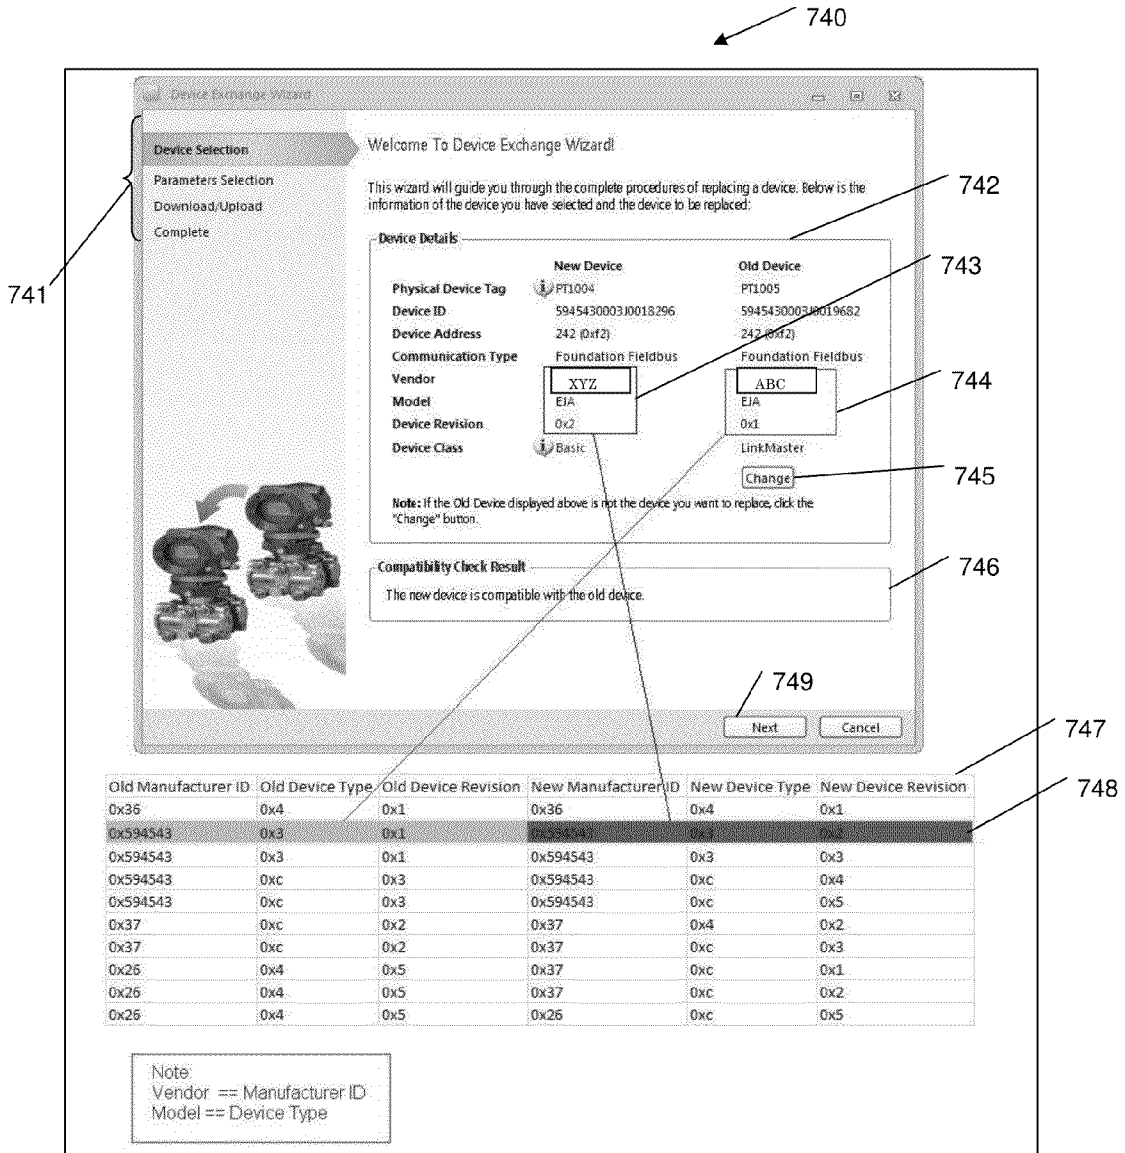 740
Device Exchange Wizard
Device Selection
Parameters Selection
Download/Upload
Complete
741
Welcome To Device Exchange Wizard!
This wizard will guide you through the complete procedures of replacing a device. Below is the
information of the device you have selected and the device to be replaced:
742
Device Details
New Device Old Device
743
Physical Device Tag PT1004 PT1005
Device ID 5945430003J0018296 5945430003J0019682
Device Address 242 (0xf2) 242 (0xf2)
Communication Type Foundation Fieldbus Foundation Fieldbus
Vendor XYZ ABC
744
Model EJA EJA
Device Revision 0x2 0x1
Device Class Basic LinkMaster
Change
745
Note: If the Old Device displayed above is not the device you want to replace, click the
"Change" button.
Compatibility Check Result
746
The new device is compatible with the old device.
749
Next Cancel
747
Old Manufacturer ID Old Device Type Old Device Revision New Manufacturer ID New Device Type New Device Revision
748
0x36 0x4 0x1 0x36 0x4 0x1
0x594543 0x3 0x1 0x594543 0x3 0x2
0x594543 0x3 0x1 0x594543 0x3 0x3
0x594543 0xc 0x3 0x594543 0xc 0x4
0x594543 0xc 0x3 0x594543 0xc 0x5
0x37 0xc 0x2 0x37 0x4 0x2
0x37 0xc 0x2 0x37 0xc 0x3
0x26 0x4 0x5 0x37 0xc 0x1
0x26 0x4 0x5 0x37 0xc 0x2
0x26 0x4 0x5 0x26 0xc 0x5
Note:
Vendor == Manufacturer ID
Model == Device Type